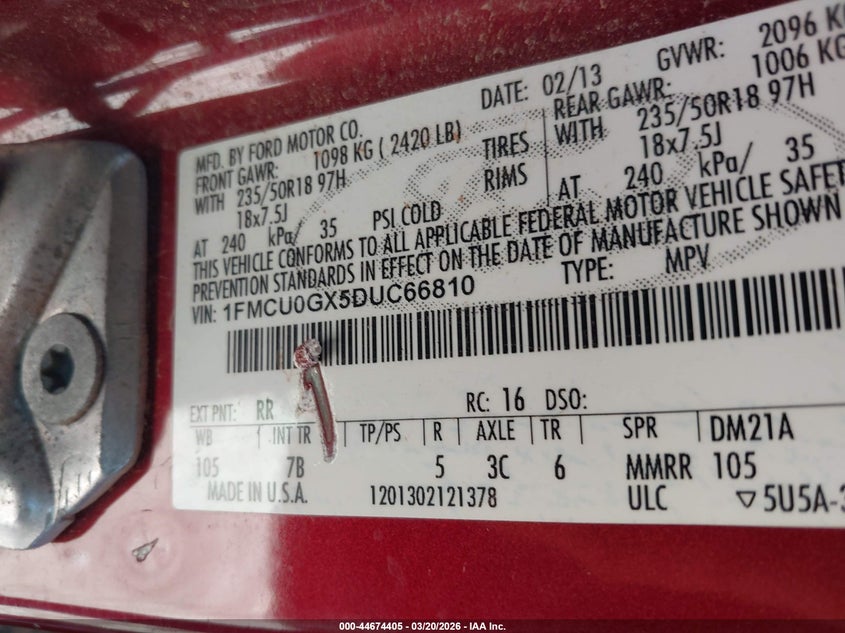 MFD. BY FORD MOTOR CO. DATE: 02/13 GVWR: 2096 KG
FRONT GAWR: 1098 KG ( 2420 LB) REAR GAWR: 1006 KG
WITH 235/50R18 97H TIRES WITH 235/50R18 97H
18x7.5J RIMS 18x7.5J
AT 240 kPa/ 35 PSI COLD AT 240 kPa/ 35
THIS VEHICLE CONFORMS TO ALL APPLICABLE FEDERAL MOTOR VEHICLE SAFET
PREVENTION STANDARDS IN EFFECT ON THE DATE OF MANUFACTURE SHOWN
VIN: 1FMCU0GX5DUC66810 TYPE: MPV
EXT PNT: RR RC: 16 DSO:
WB INT TR TP/PS R AXLE TR SPR DM21A
105 7B 5 3C 6 MMRR 105
MADE IN U.S.A. 1201302121378 ULC ▽5U5A-3
000-44674405 - 03/20/2026 - IAA Inc.